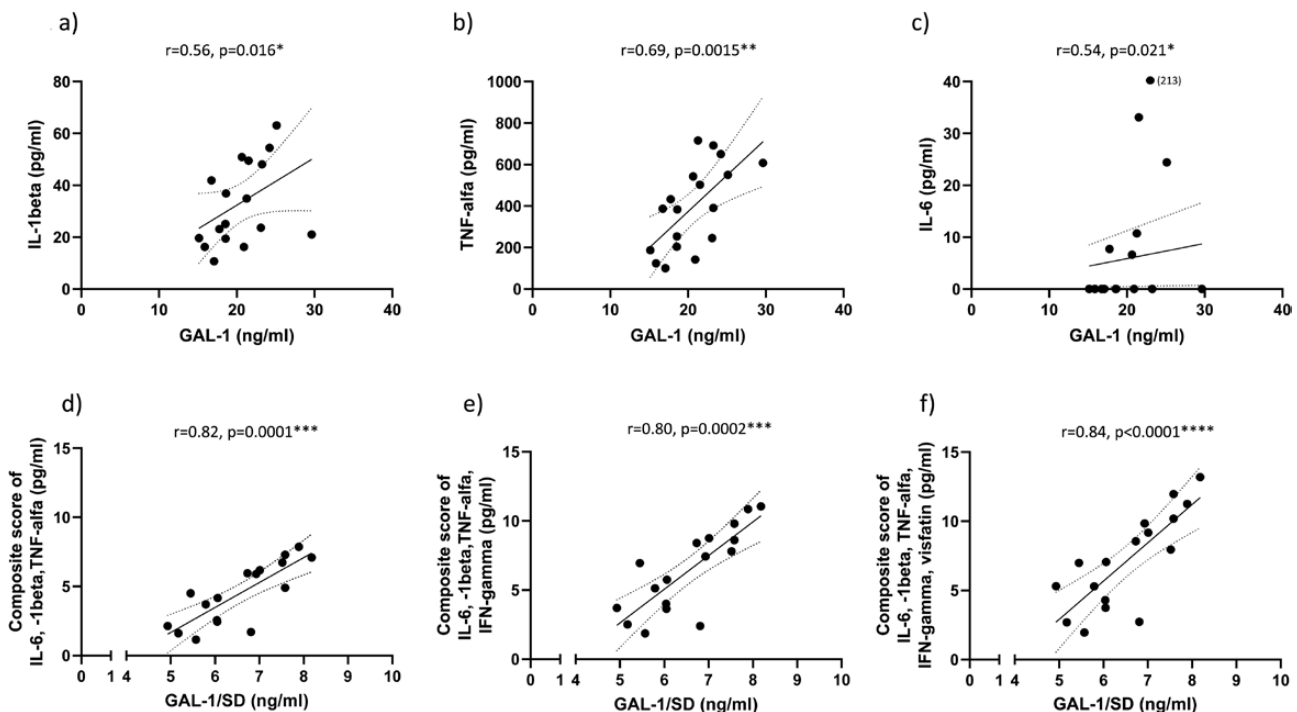 a)
r=0.56, p=0.016*
IL-1beta (pg/ml)
80
60
40
20
0
0
10
20
30
40
GAL-1 (ng/ml)
b)
r=0.69, p=0.0015**
TNF-alfa (pg/ml)
1000
800
600
400
200
0
0
10
20
30
40
GAL-1 (ng/ml)
c)
r=0.54, p=0.021*
(213)
IL-6 (pg/ml)
40
30
20
10
0
0
10
20
30
40
GAL-1 (ng/ml)
d)
r=0.82, p=0.0001***
Composite score of
IL-6, -1beta,TNF-alfa (pg/ml)
15
10
5
0
0
1
4
5
6
7
8
9
10
GAL-1/SD (ng/ml)
e)
r=0.80, p=0.0002***
Composite score of
IL-6, -1beta,TNF-alfa,
IFN-gamma (pg/ml)
15
10
5
0
0
1
4
5
6
7
8
9
10
GAL-1/SD (ng/ml)
f)
r=0.84, p<0.0001****
Composite score of
IL-6, -1beta, TNF-alfa,
IFN-gamma, visfatin (pg/ml)
15
10
5
0
0
1
4
5
6
7
8
9
10
GAL-1/SD (ng/ml)